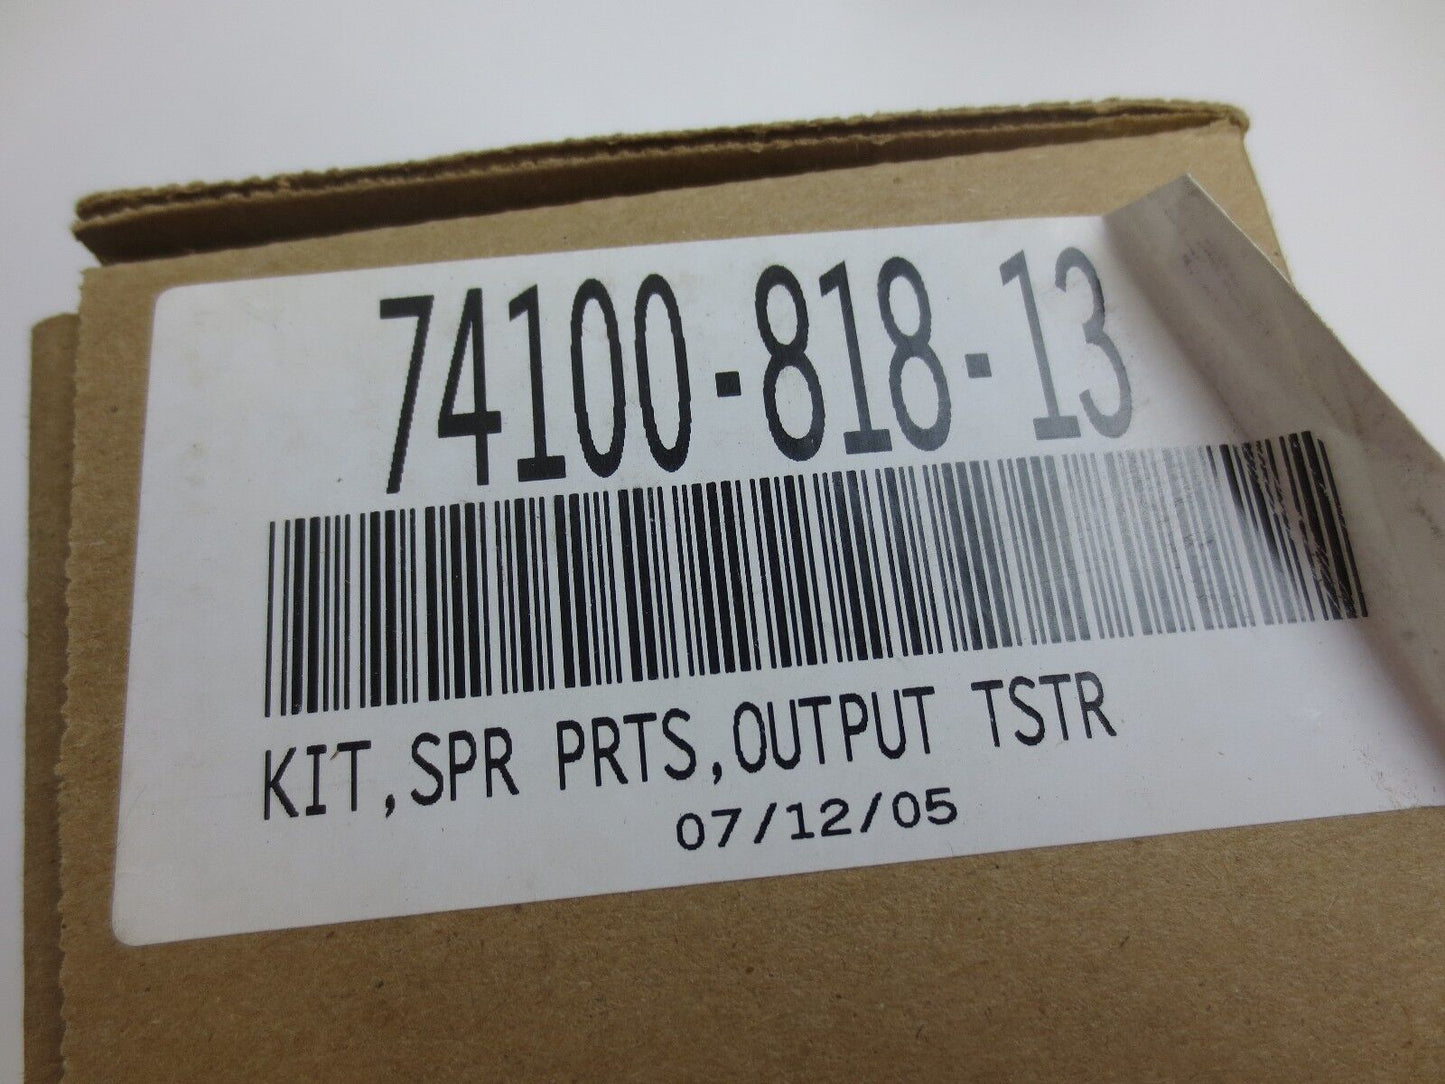 74100-818-13
KIT,SPR PRTS,OUTPUT TSTR
07/12/05